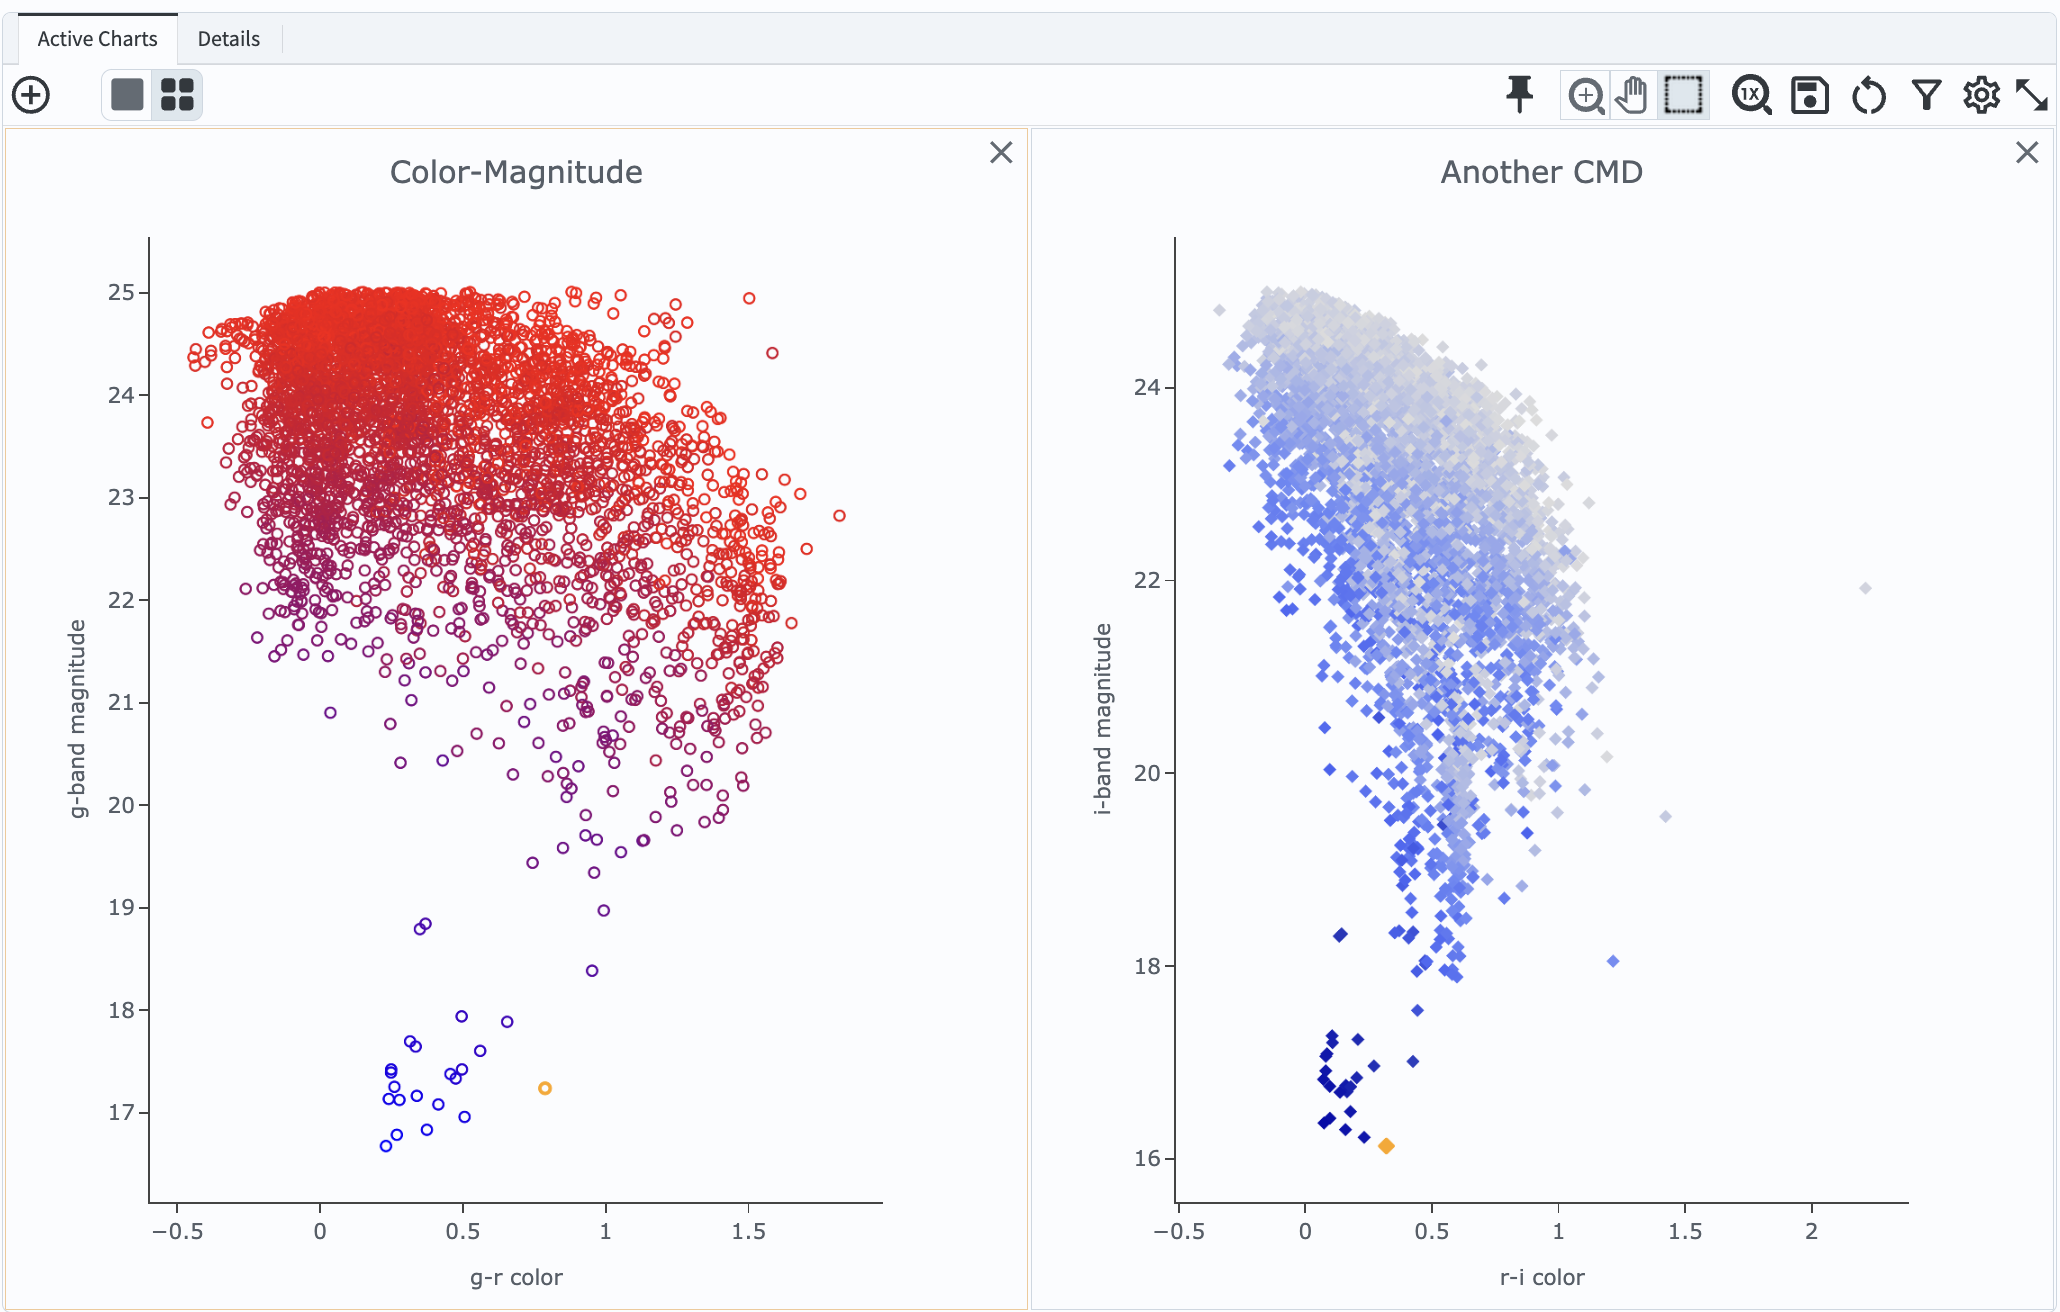 Active Charts Details
1X
Color-Magnitude
25
24
23
22
21
20
19
18
17
g-band magnitude
−0.5 0 0.5 1 1.5
g-r color
Another CMD
24
22
20
18
16
i-band magnitude
−0.5 0 0.5 1 1.5 2
r-i color